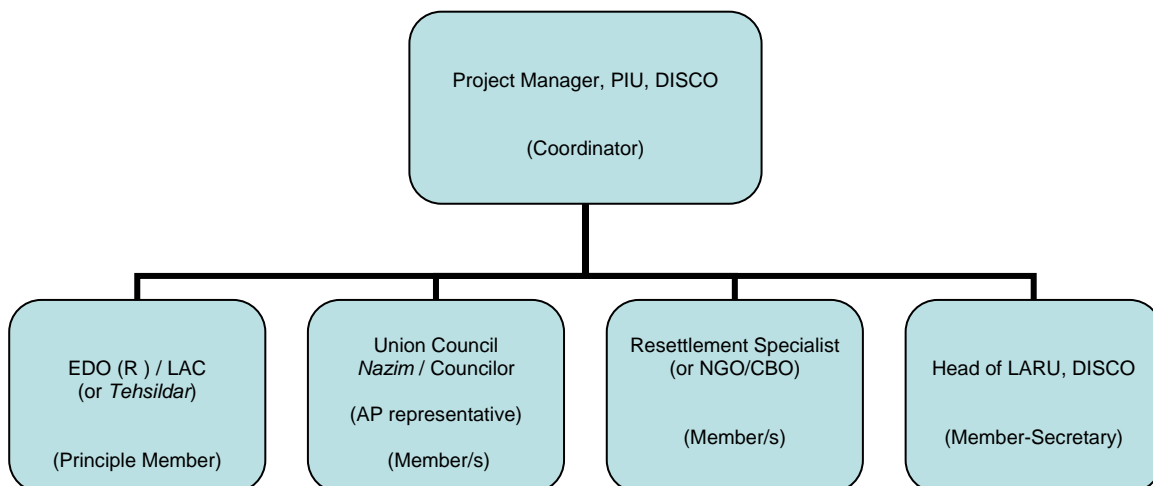 Project Manager, PIU, DISCO
(Coordinator)
EDO (R ) / LAC
(or Tehsildar)
(Principle Member)
Union Council
Nazim / Councilor
(AP representative)
(Member/s)
Resettlement Specialist
(or NGO/CBO)
(Member/s)
Head of LARU, DISCO
(Member-Secretary)